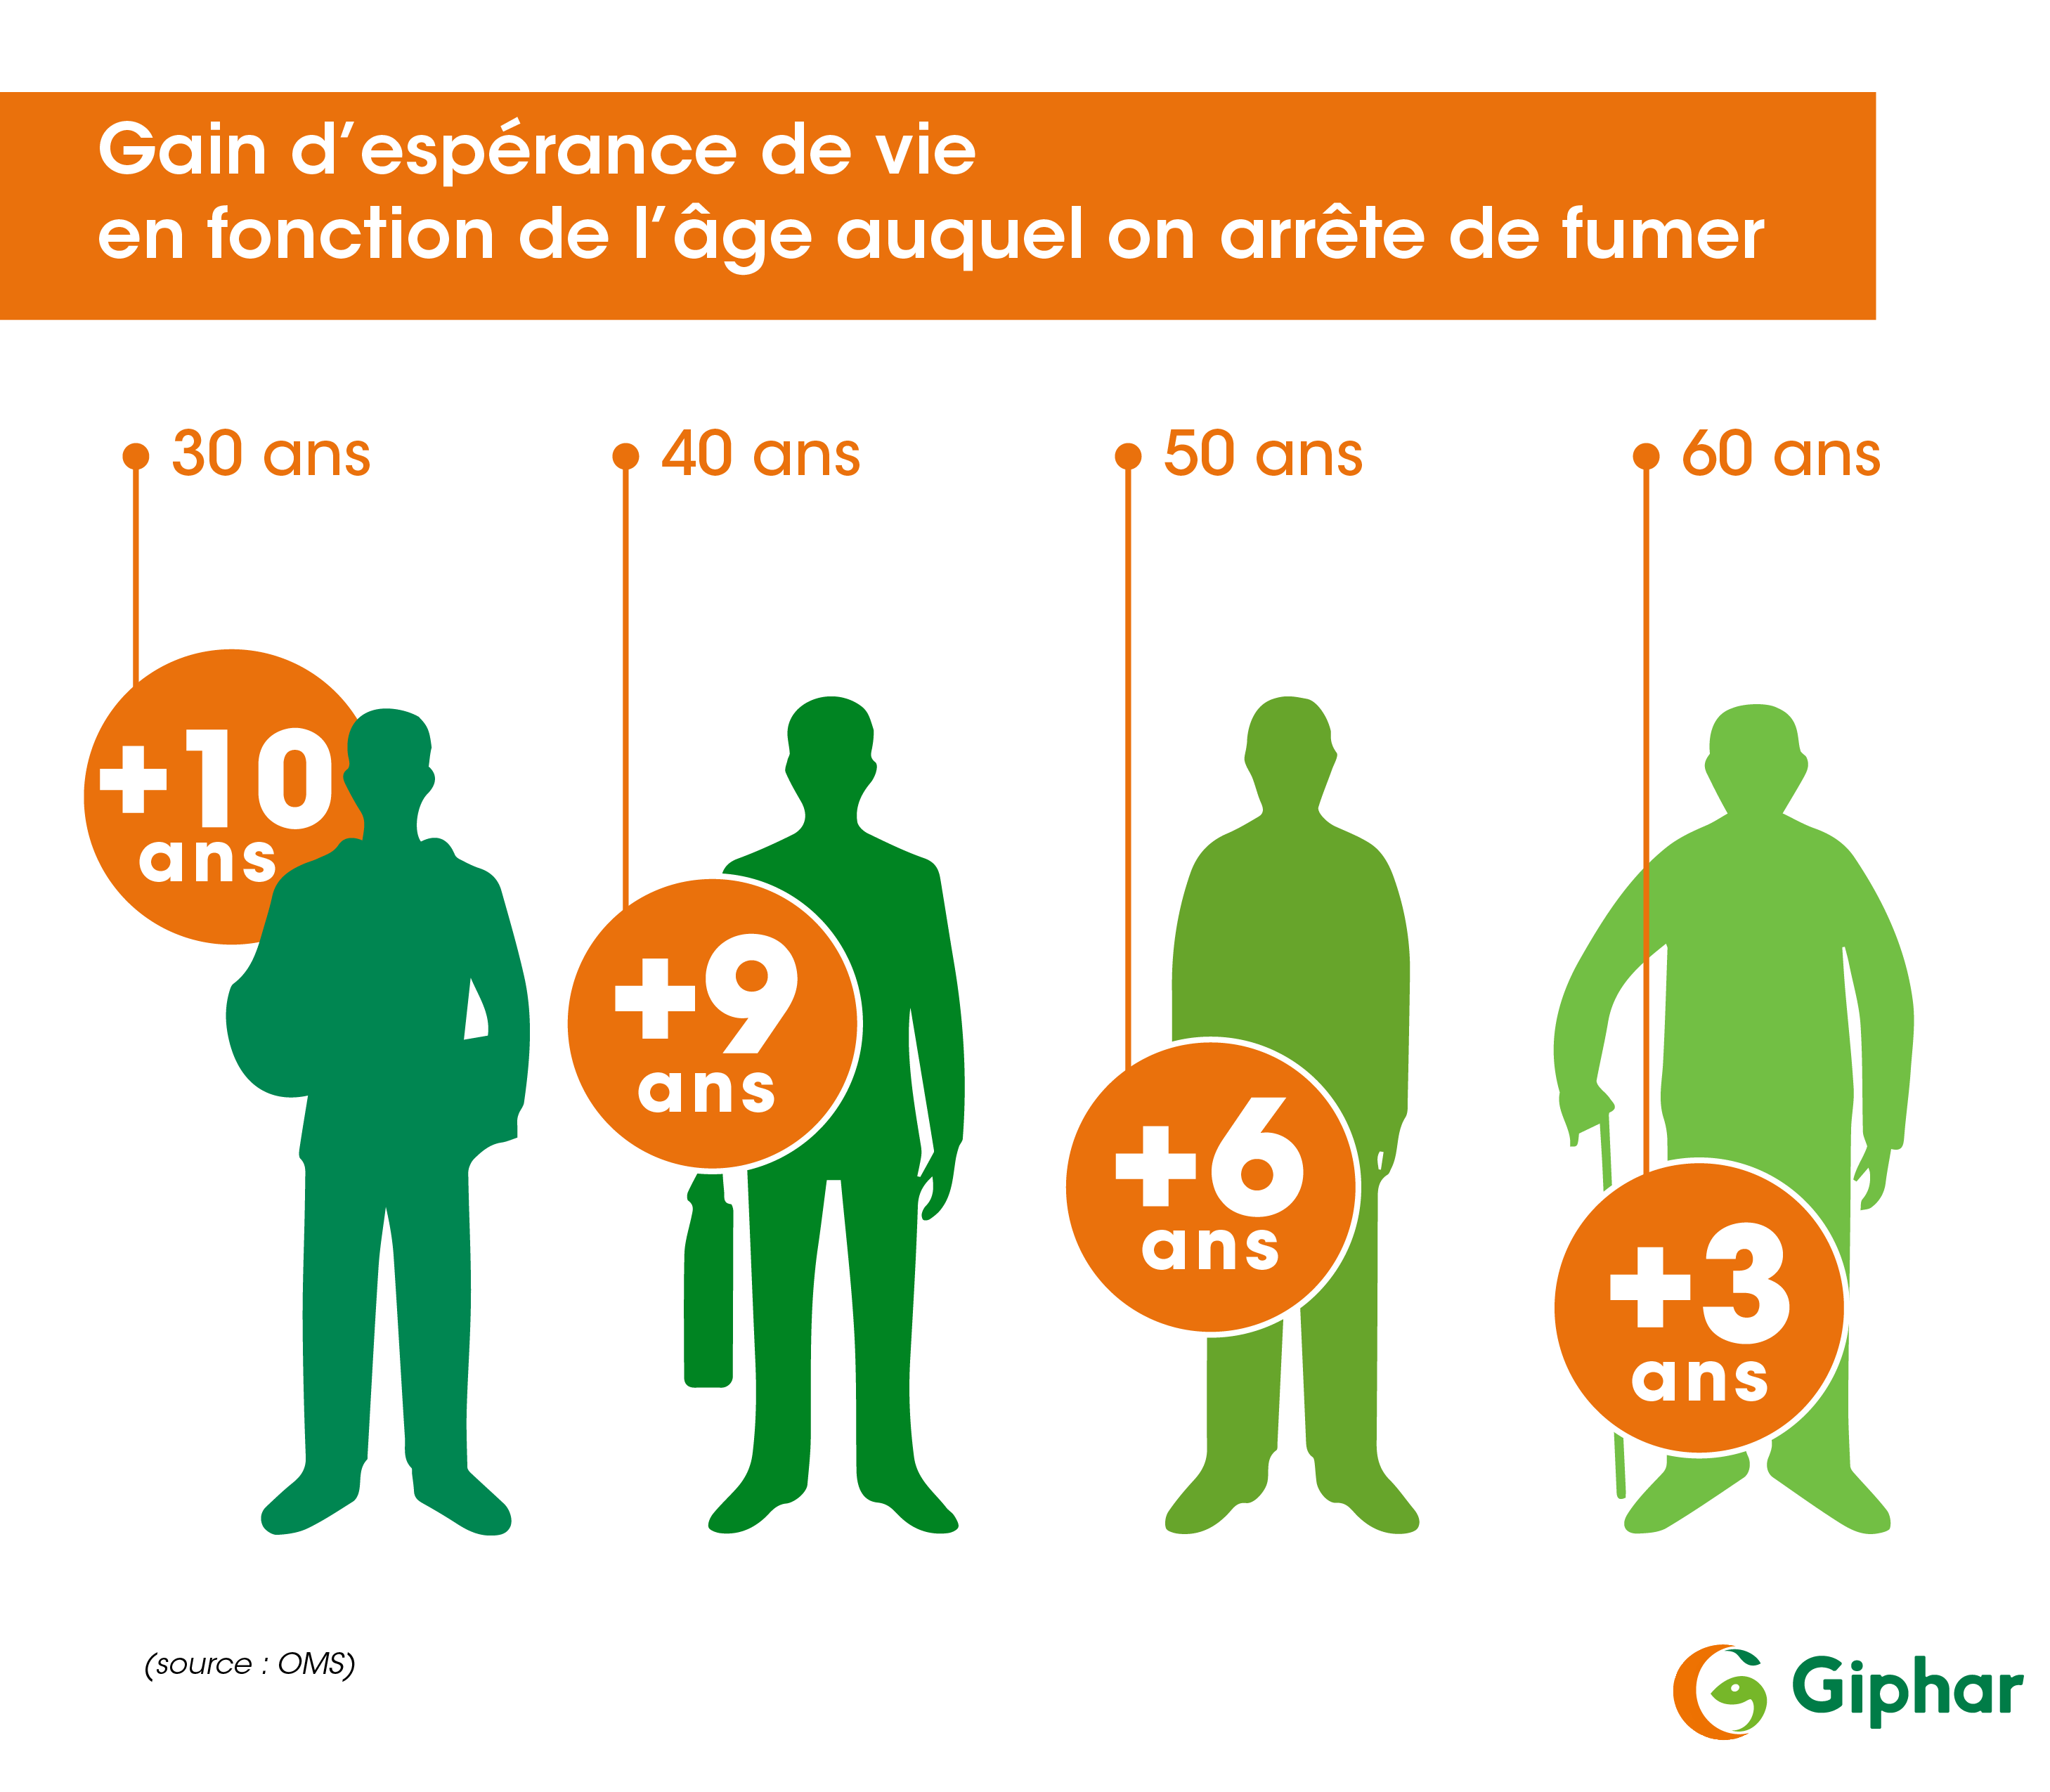 Gain d’espérance de vie
en fonction de l’âge auquel on arrête de fumer
30 ans
40 ans
50 ans
60 ans
+10
ans
+9
ans
+6
ans
+3
ans
(source : OMS)
Giphar